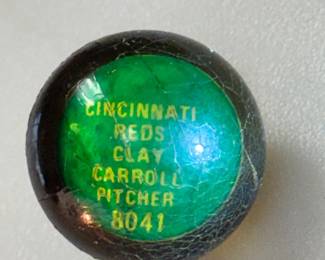 CINCINNATI
REDS
CLAY
CARROLL
PITCHER
8041